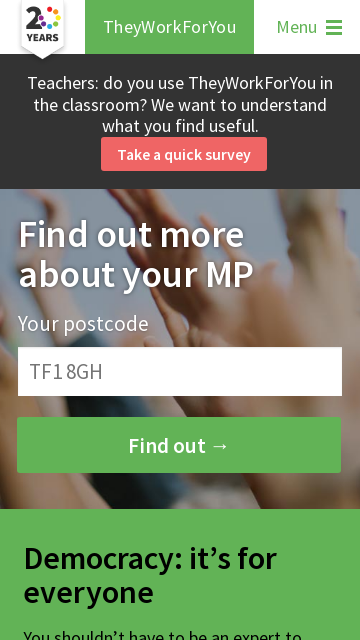 20
YEARS
TheyWorkForYou
Menu
Teachers: do you use TheyWorkForYou in
the classroom? We want to understand
what you find useful.
Take a quick survey
Find out more
about your MP
Your postcode
TF1 8GH
Find out →
Democracy: it’s for
everyone
You shouldn’t have to be an expert to